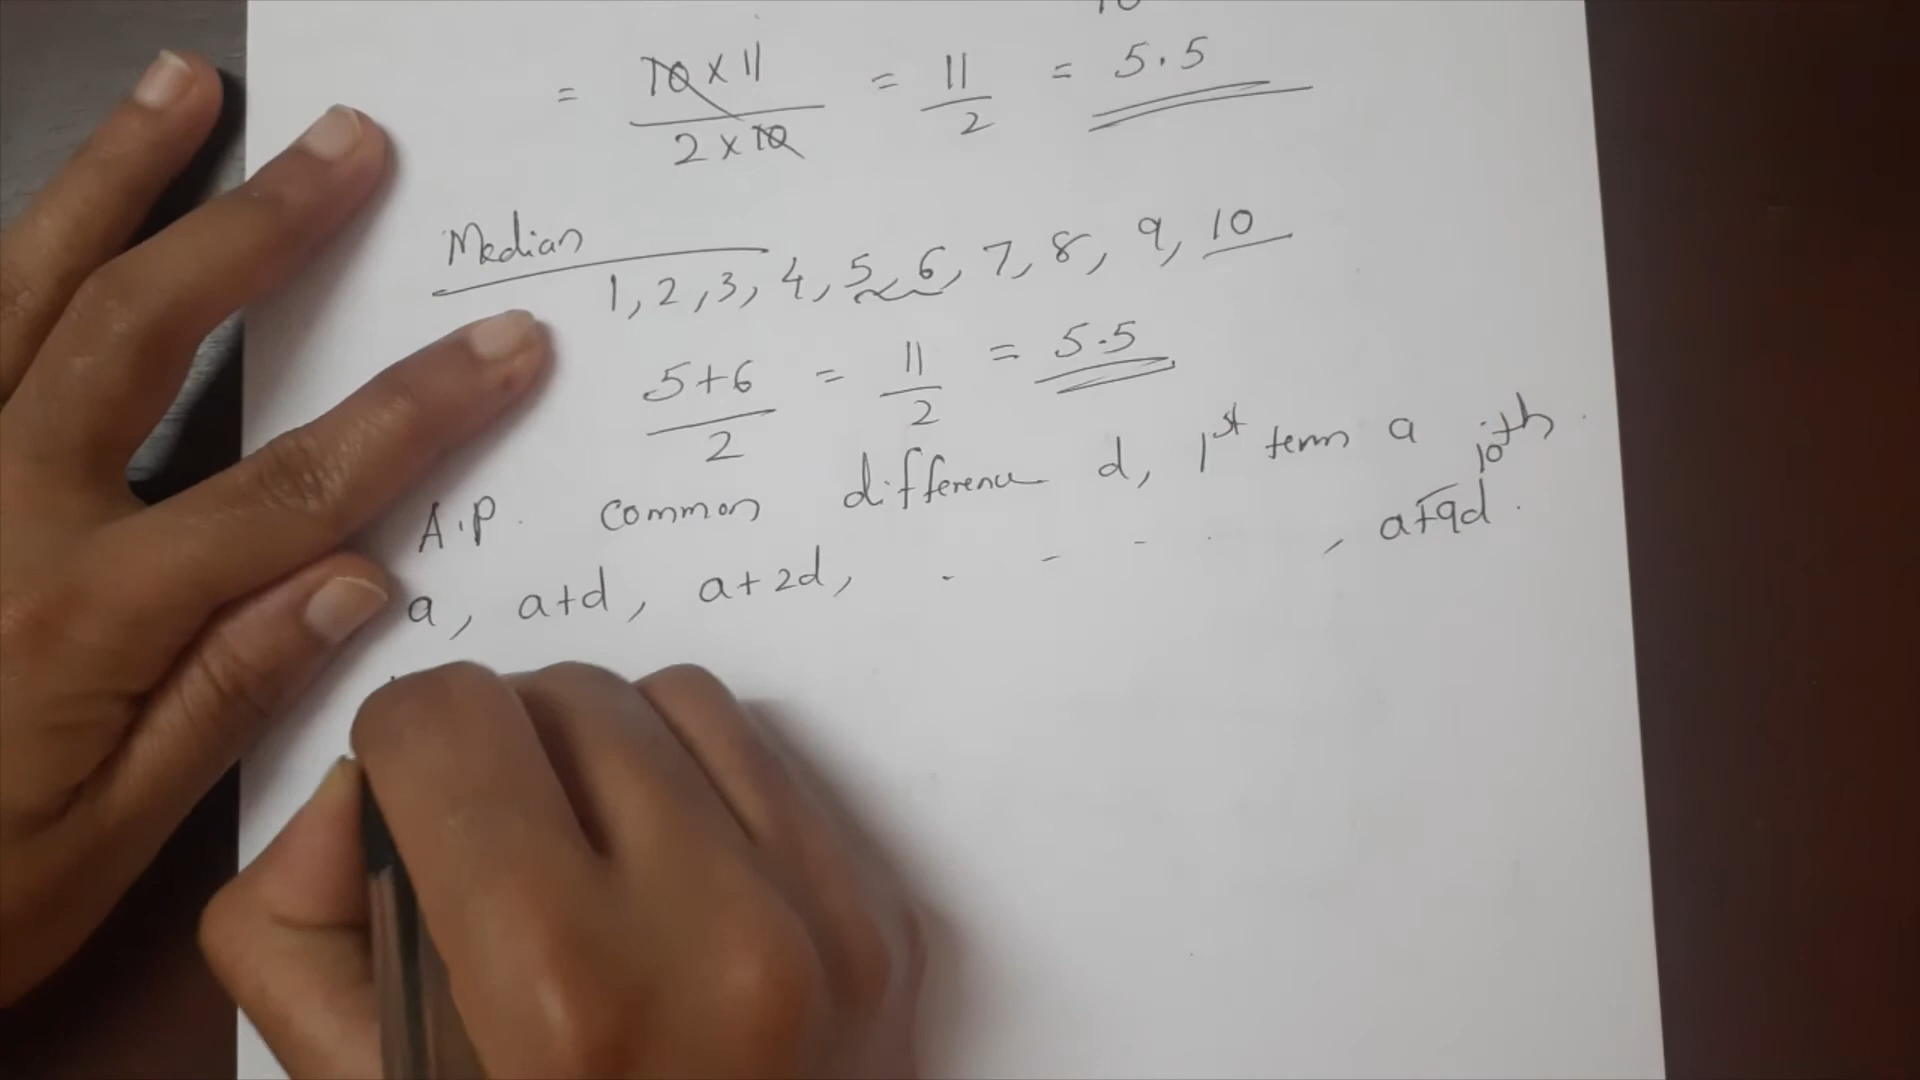 = 10 x 11 / 2 x 10 = 11/2 = 5.5
Median
1, 2, 3, 4, 5, 6, 7, 8, 9, 10
5+6 / 2 = 11/2 = 5.5
A.P. common difference d, 1st term a
10th
a, a+d, a+2d, . - - . , a+9d.